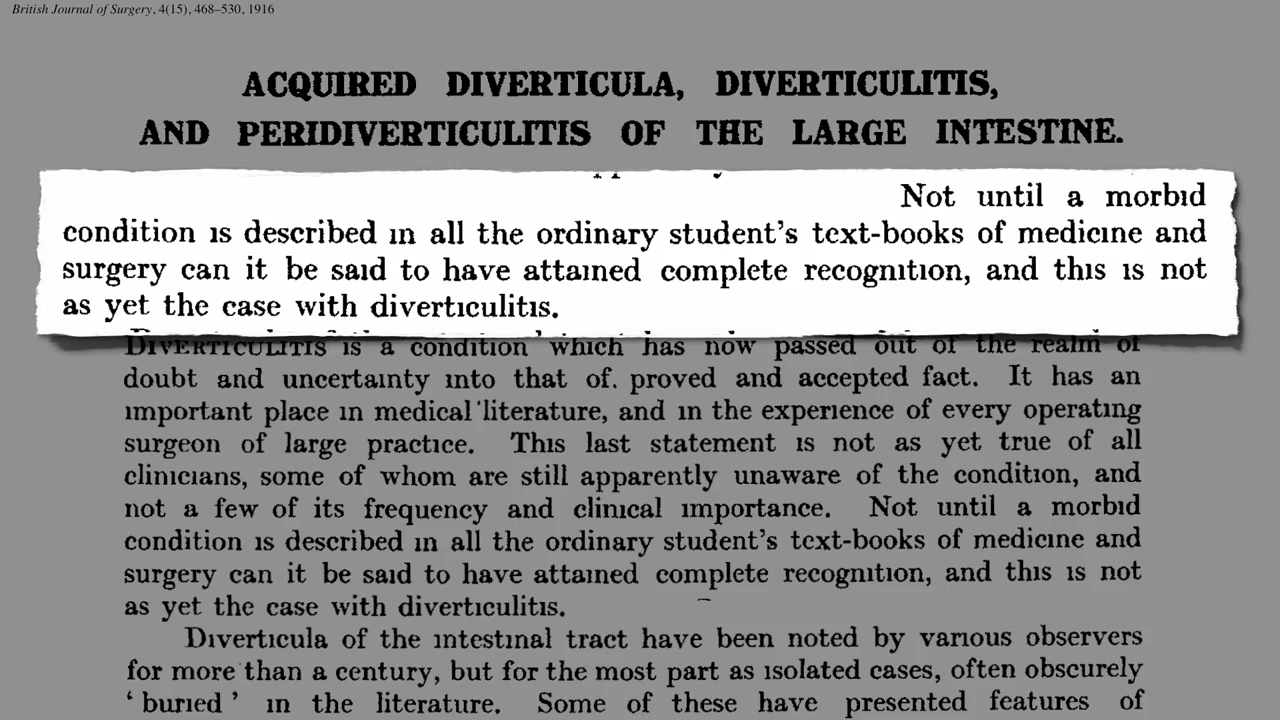 British Journal of Surgery, 4(15), 468–530, 1916
ACQUIRED DIVERTICULA, DIVERTICULITIS,
AND PERIDIVERTICULITIS OF THE LARGE INTESTINE.
Not until a morbid
condition is described in all the ordinary student's text-books of medicine and
surgery can it be said to have attained complete recognition, and this is not
as yet the case with diverticulitis.
DIVERTICULITIS is a condition which has now passed out of the realm of
doubt and uncertainty into that of. proved and accepted fact. It has an
important place in medical literature, and in the experience of every operating
surgeon of large practice. This last statement is not as yet true of all
clinicians, some of whom are still apparently unaware of the condition, and
not a few of its frequency and clinical importance. Not until a morbid
condition is described in all the ordinary student's text-books of medicine and
surgery can it be said to have attained complete recognition, and this is not
as yet the case with diverticulitis.
Diverticula of the intestinal tract have been noted by various observers
for more than a century, but for the most part as isolated cases, often obscurely
‘buried’ in the literature. Some of these have presented features of